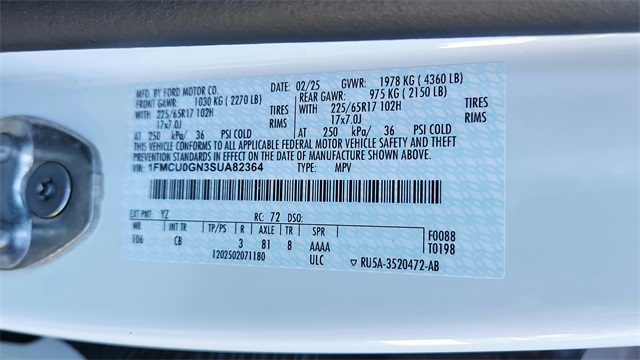 MFD. BY FORD MOTOR CO. DATE: 02/25 GVWR: 1978 KG ( 4360 LB)
FRONT GAWR: 1030 KG ( 2270 LB) REAR GAWR: 975 KG ( 2150 LB)
WITH 225/65R17 102H TIRES WITH 225/65R17 102H TIRES
17x7.0J RIMS 17x7.0J RIMS
AT 250 kPa/ 36 PSI COLD AT 250 kPa/ 36 PSI COLD
THIS VEHICLE CONFORMS TO ALL APPLICABLE FEDERAL MOTOR VEHICLE SAFETY AND BUMPER
STANDARDS IN EFFECT ON THE DATE OF MANUFACTURE SHOWN ABOVE.
VIN: 1FMCU0GN3SUA82364 TYPE: MPV
EXT PNT: YZ RC: 72 DSO:
WB INT TR TP/PS R AXLE TR SPR F0088
106 CB 3 81 8 AAAA T0198
1202502071180 ULC ▽ RU5A-3520472-AB